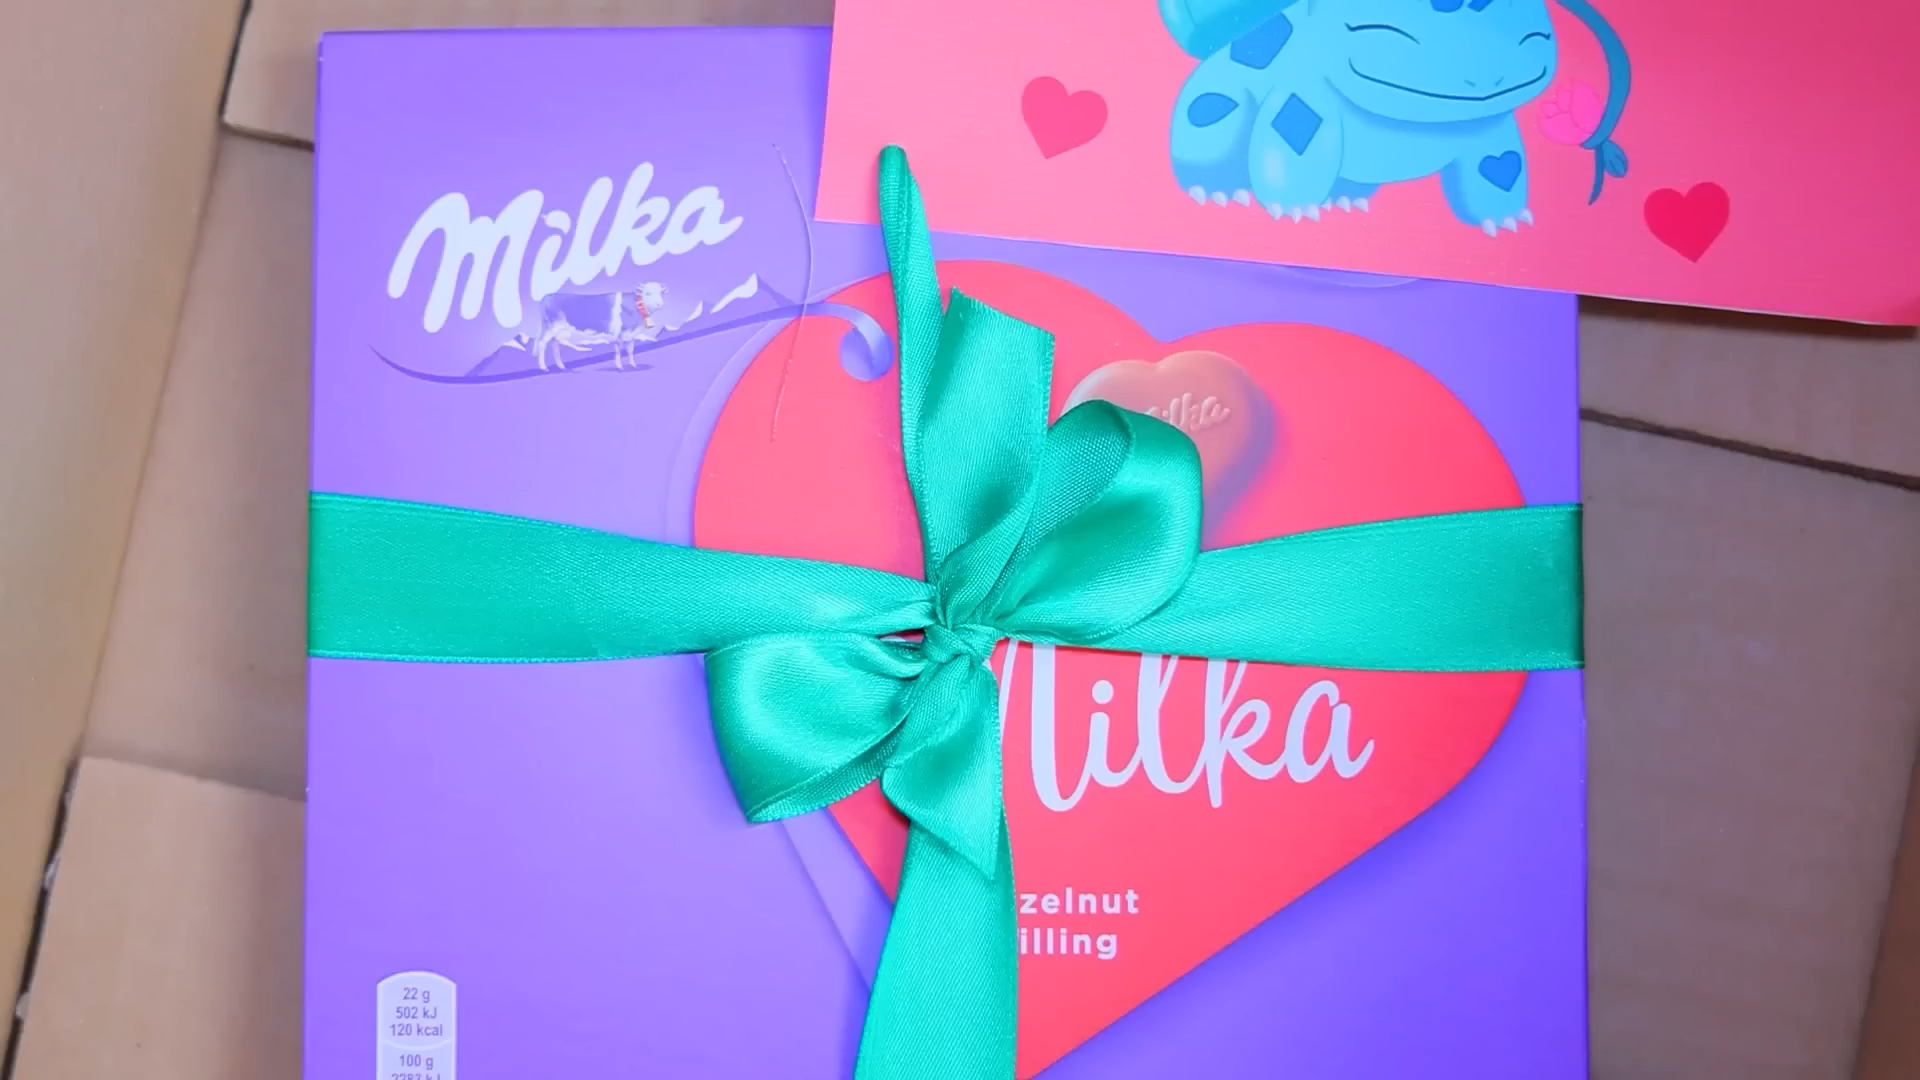 Milka
Milka
ilka
zelnut
illing
22 g
502 kJ
120 kcal
100 g